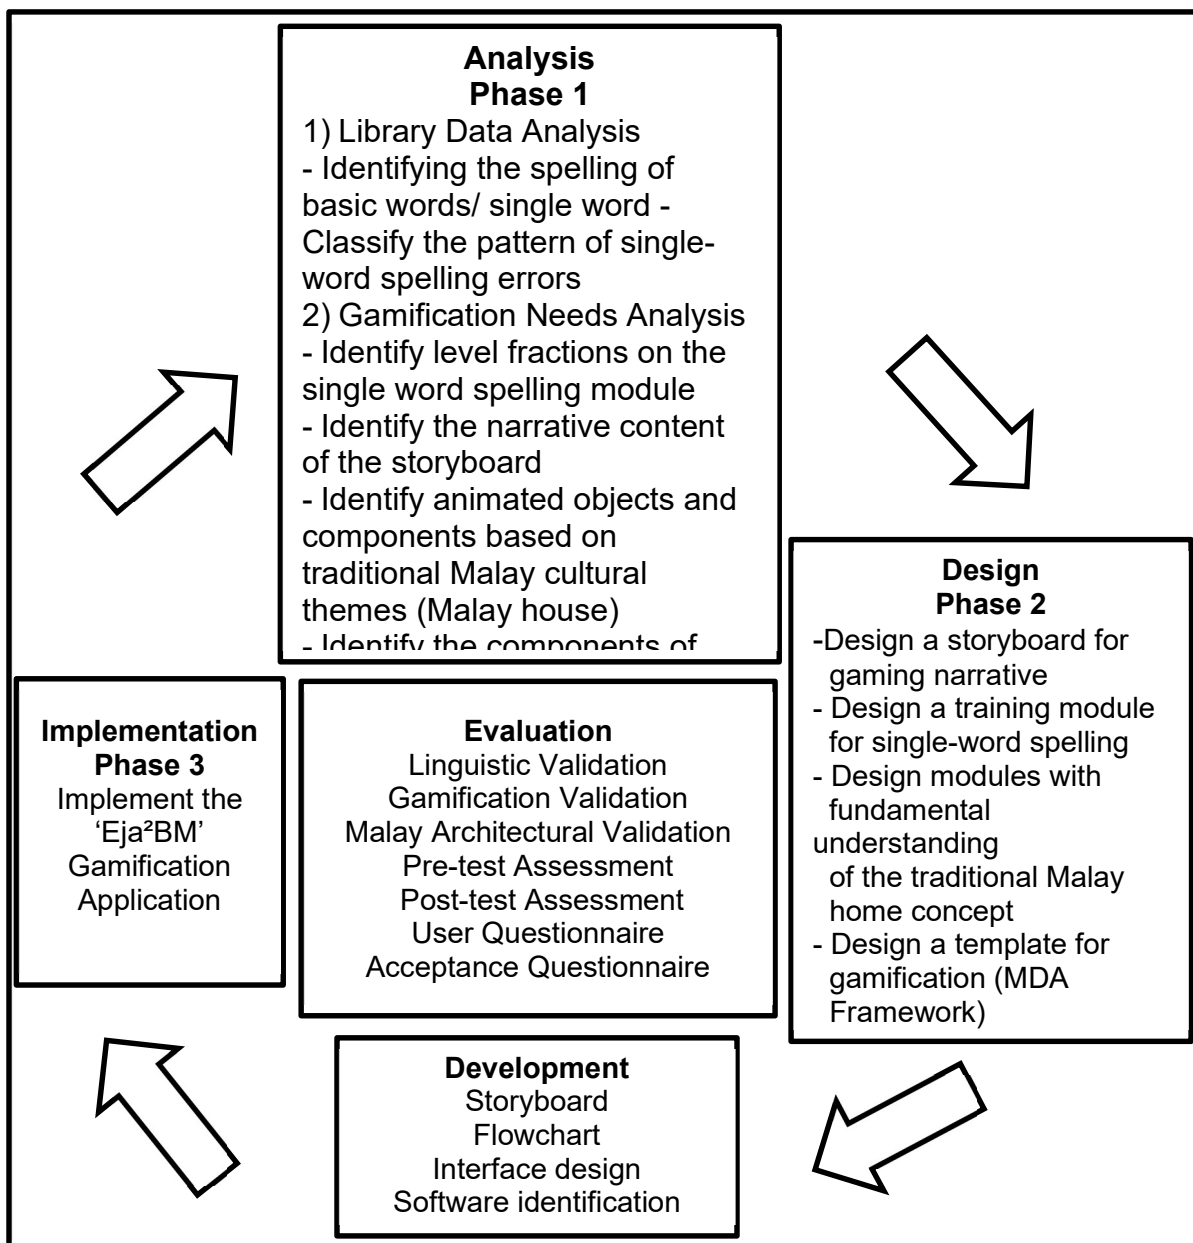 Analysis
Phase 1
1) Library Data Analysis
- Identifying the spelling of
basic words/ single word -
Classify the pattern of single-
word spelling errors
2) Gamification Needs Analysis
- Identify level fractions on the
single word spelling module
- Identify the narrative content
of the storyboard
- Identify animated objects and
components based on
traditional Malay cultural
themes (Malay house)
- Identify the components of
Design
Phase 2
-Design a storyboard for
gaming narrative
- Design a training module
for single-word spelling
- Design modules with
fundamental
understanding
of the traditional Malay
home concept
- Design a template for
gamification (MDA
Framework)
Implementation
Phase 3
Implement the
‘Eja²BM’
Gamification
Application
Evaluation
Linguistic Validation
Gamification Validation
Malay Architectural Validation
Pre-test Assessment
Post-test Assessment
User Questionnaire
Acceptance Questionnaire
Development
Storyboard
Flowchart
Interface design
Software identification